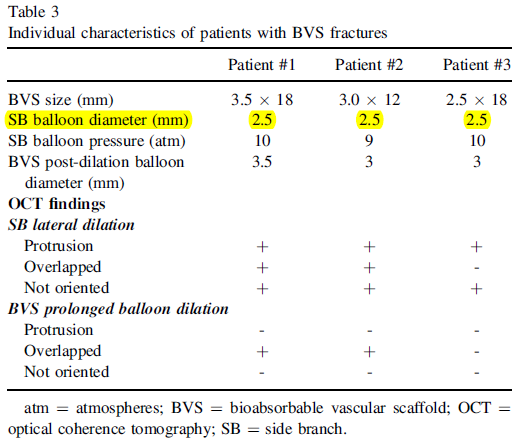 Table 3
Individual characteristics of patients with BVS fractures
Patient #1 Patient #2 Patient #3
BVS size (mm) 3.5 × 18 3.0 × 12 2.5 × 18
SB balloon diameter (mm) 2.5 2.5 2.5
SB balloon pressure (atm) 10 9 10
BVS post-dilation balloon 3.5 3 3
diameter (mm)
OCT findings
SB lateral dilation
Protrusion + + +
Overlapped + + -
Not oriented + + +
BVS prolonged balloon dilation
Protrusion - - -
Overlapped + + -
Not oriented - - -
atm = atmospheres; BVS = bioabsorbable vascular scaffold; OCT =
optical coherence tomography; SB = side branch.